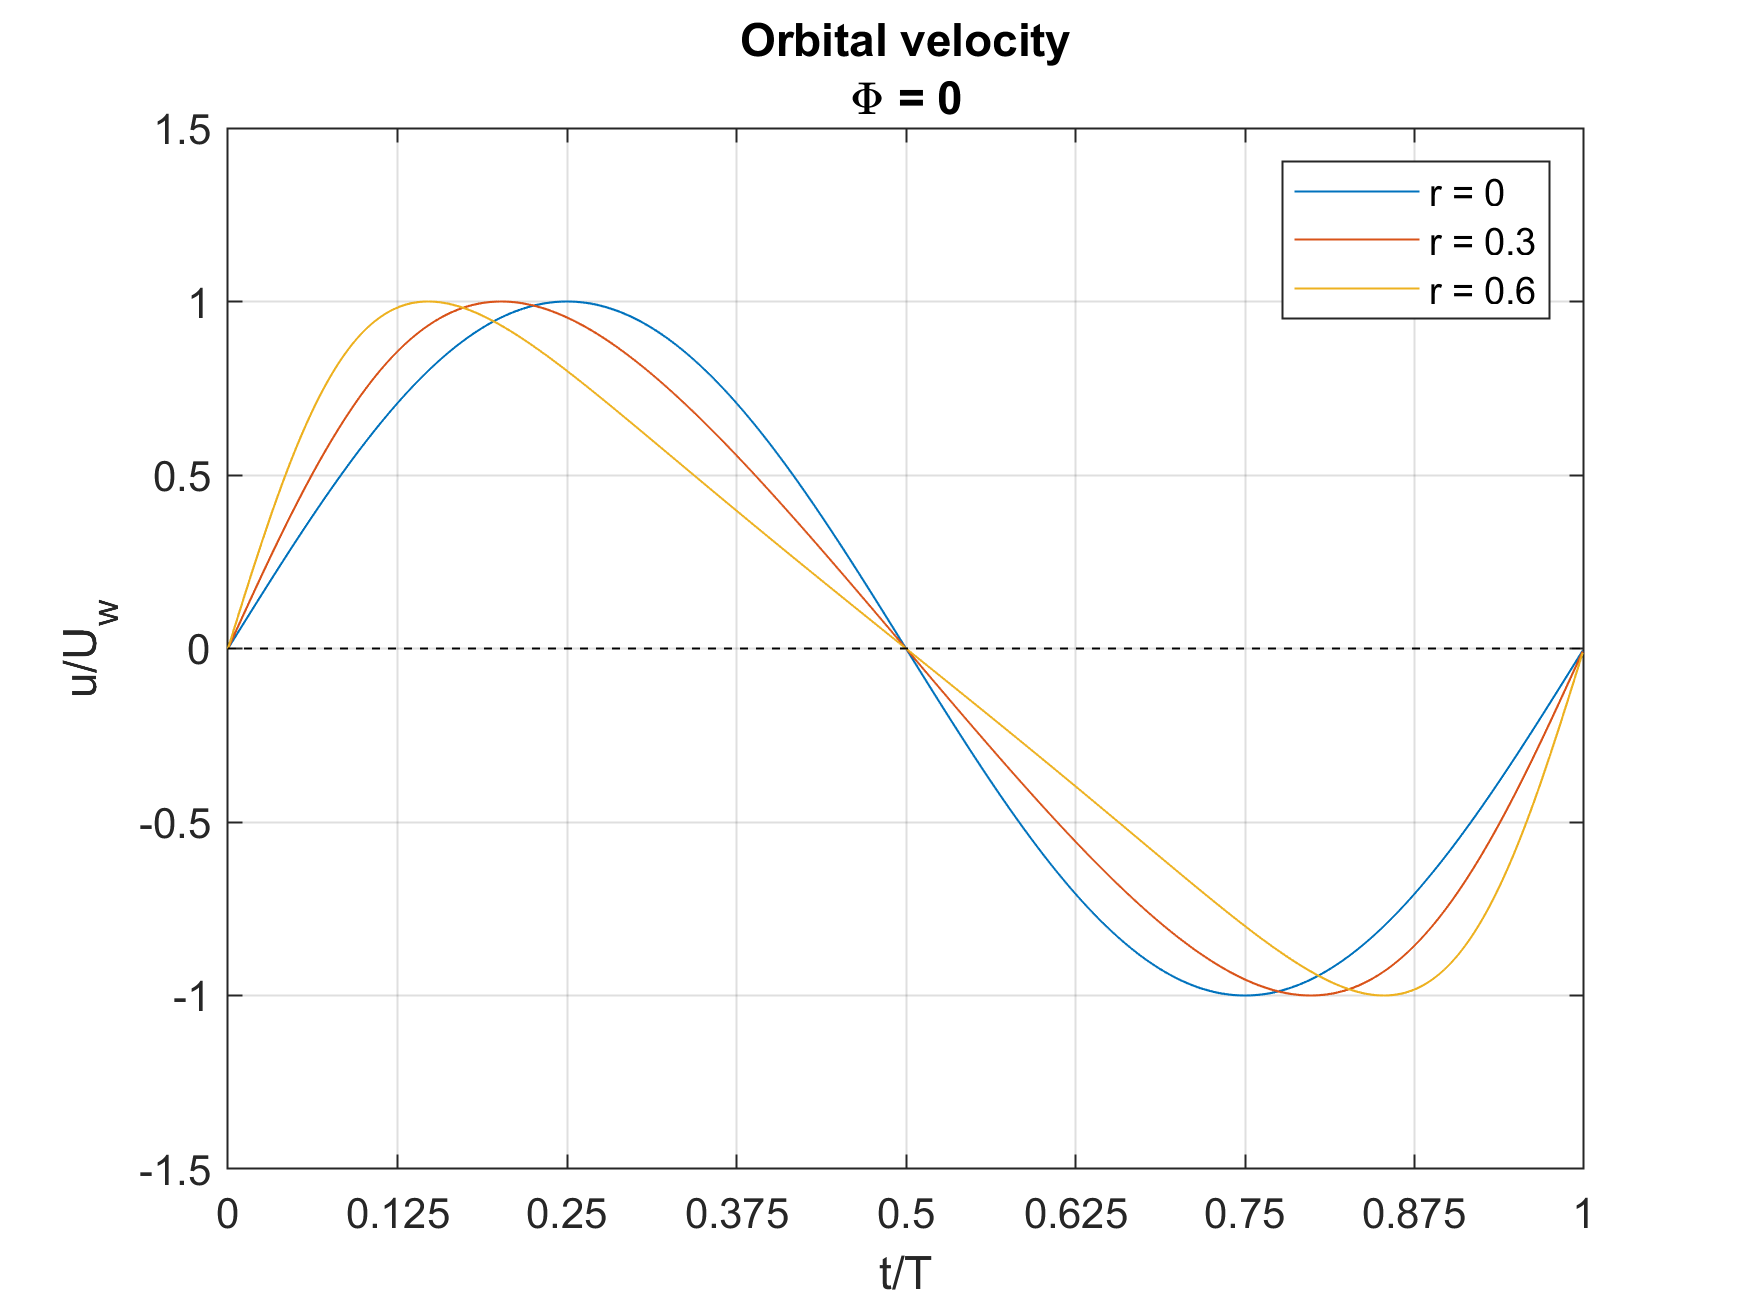 Orbital velocity
Φ = 0
1.5
1
0.5
0
-0.5
-1
-1.5
u/Uw
r = 0
r = 0.3
r = 0.6
0 0.125 0.25 0.375 0.5 0.625 0.75 0.875 1
t/T